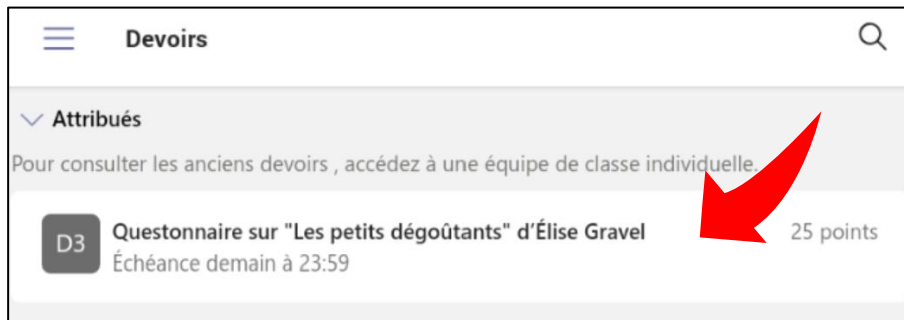 Devoirs
Attribués
Pour consulter les anciens devoirs , accédez à une équipe de classe individuelle.
D3
Questonnaire sur "Les petits dégoûtants" d’Élise Gravel
25 points
Échéance demain à 23:59